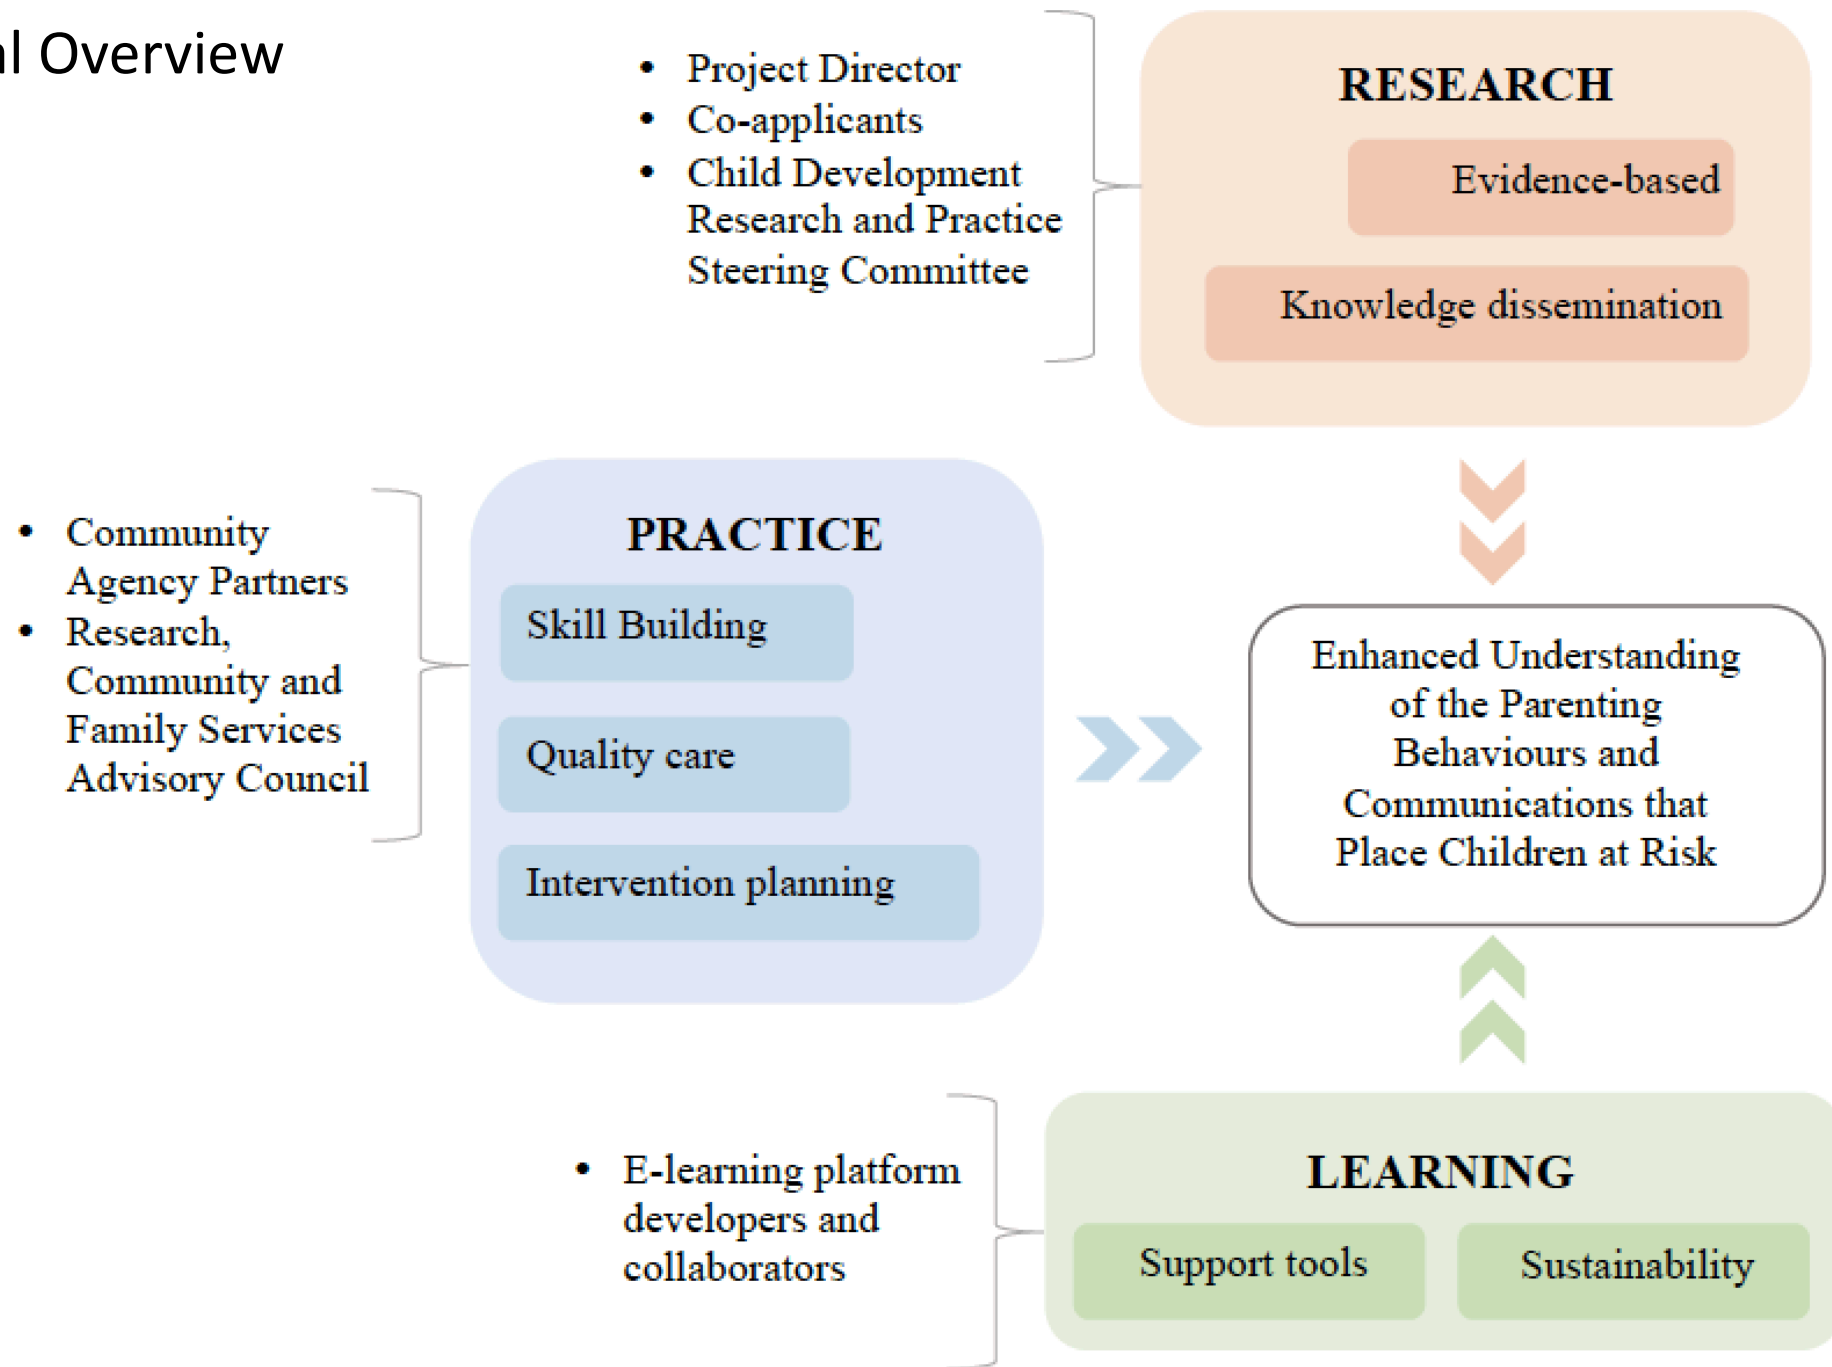 Overview
• Project Director
• Co-applicants
• Child Development
Research and Practice
Steering Committee
RESEARCH
Evidence-based
Knowledge dissemination
• Community
Agency Partners
• Research,
Community and
Family Services
Advisory Council
PRACTICE
Skill Building
Quality care
Intervention planning
Enhanced Understanding
of the Parenting
Behaviours and
Communications that
Place Children at Risk
• E-learning platform
developers and
collaborators
LEARNING
Support tools
Sustainability